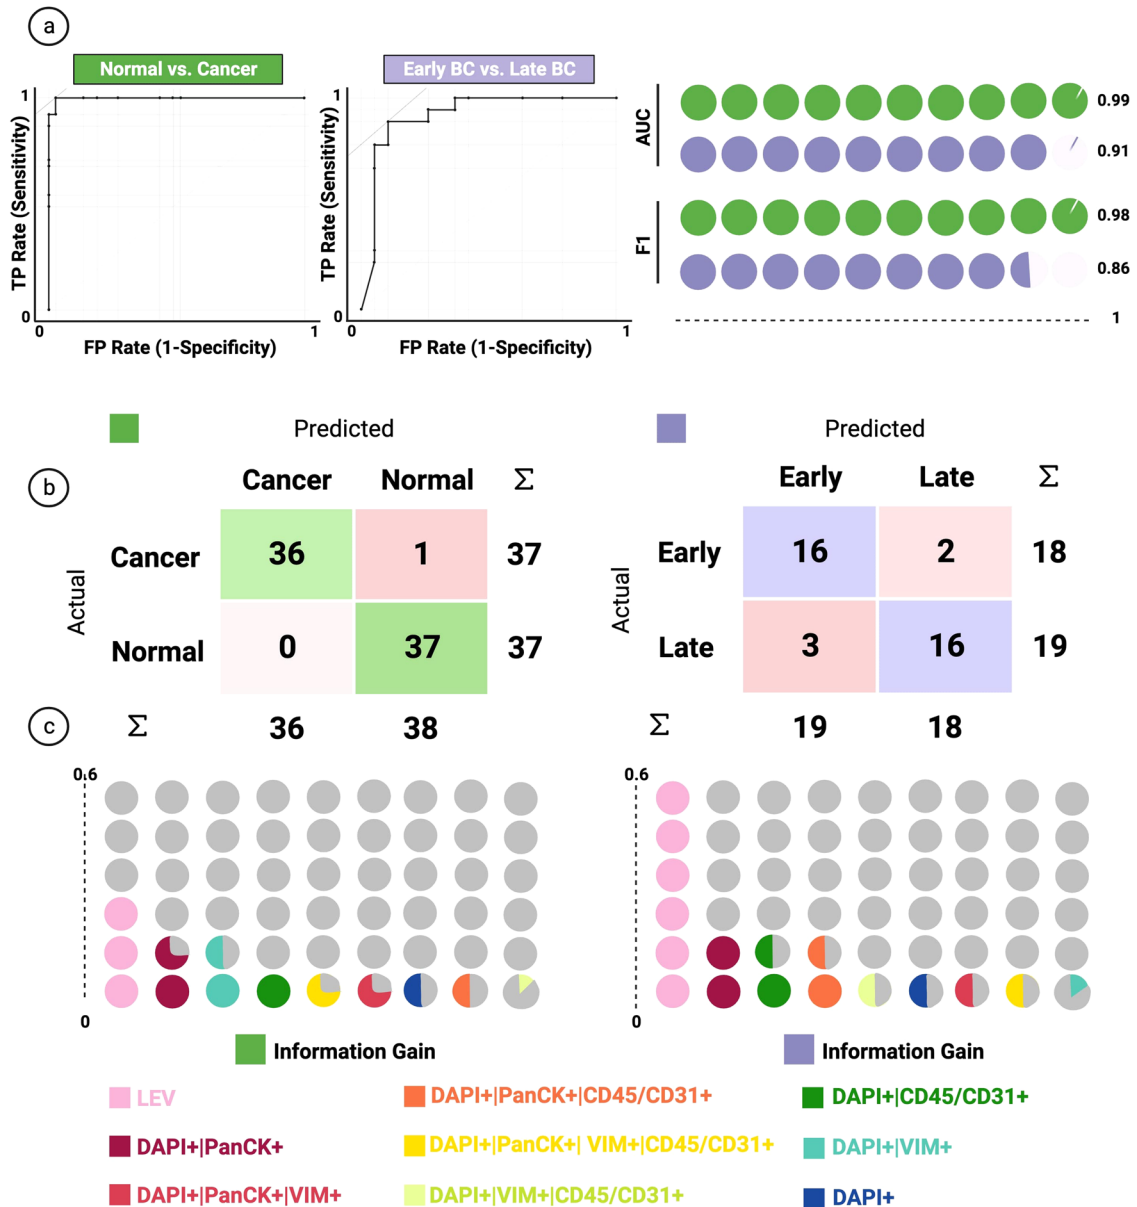 a
Normal vs. Cancer
Early BC vs. Late BC
1
TP Rate (Sensitivity)
0
0
1
FP Rate (1-Specificity)
1
TP Rate (Sensitivity)
0
0
1
FP Rate (1-Specificity)
AUC
0.99
0.91
F1
0.98
0.86
1
b
Predicted
Cancer Normal Σ
Actual
Cancer 36 1 37
Normal 0 37 37
Σ 36 38
Predicted
Early Late Σ
Actual
Early 16 2 18
Late 3 16 19
Σ 19 18
c
0.6
0
0.6
0
Information Gain
Information Gain
LEV
DAPI+|PanCK+|CD45/CD31+
DAPI+|CD45/CD31+
DAPI+|PanCK+
DAPI+|PanCK+| VIM+|CD45/CD31+
DAPI+|VIM+
DAPI+|PanCK+|VIM+
DAPI+|VIM+|CD45/CD31+
DAPI+